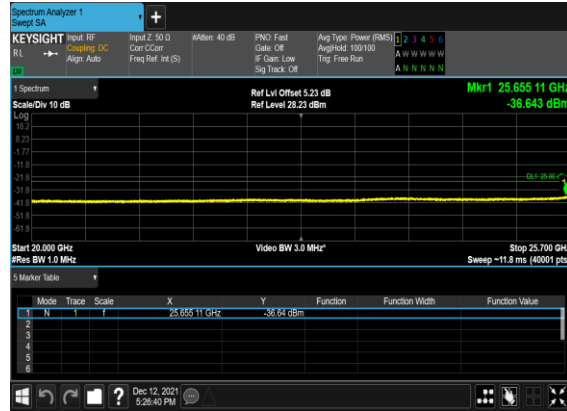 Spectrum Analyzer 1
Swept SA
+
KEYSIGHT Input: RF Input Z: 50 Ω #Atten: 40 dB PNO: Fast Avg Type: Power (RMS) 1 2 3 4 5 6
RL Coupling: DC Corr CCorr Gate: Off Avg|Hold: 100/100 A W W W W W
Align: Auto Freq Ref: Int (S) IF Gain: Low Trig: Free Run
Sig Track: Off A N N N N N
1 Spectrum Ref Lvl Offset 5.23 dB Mkr1 25.655 11 GHz
Scale/Div 10 dB Ref Level 28.23 dBm -36.643 dBm
Log
18.2
8.23
-1.77
-11.8
-21.8
DL1 -25.00
-31.8
-41.8
-51.8
-61.8
Start 20.000 GHz Video BW 3.0 MHz* Stop 25.700 GHz
#Res BW 1.0 MHz Sweep ~11.8 ms (40001 pts)
5 Marker Table
Mode Trace Scale X Y Function Function Width Function Value
1 N 1 f 25.655 11 GHz -36.64 dBm
2
3
4
5
6
? Dec 12, 2021
5:26:40 PM